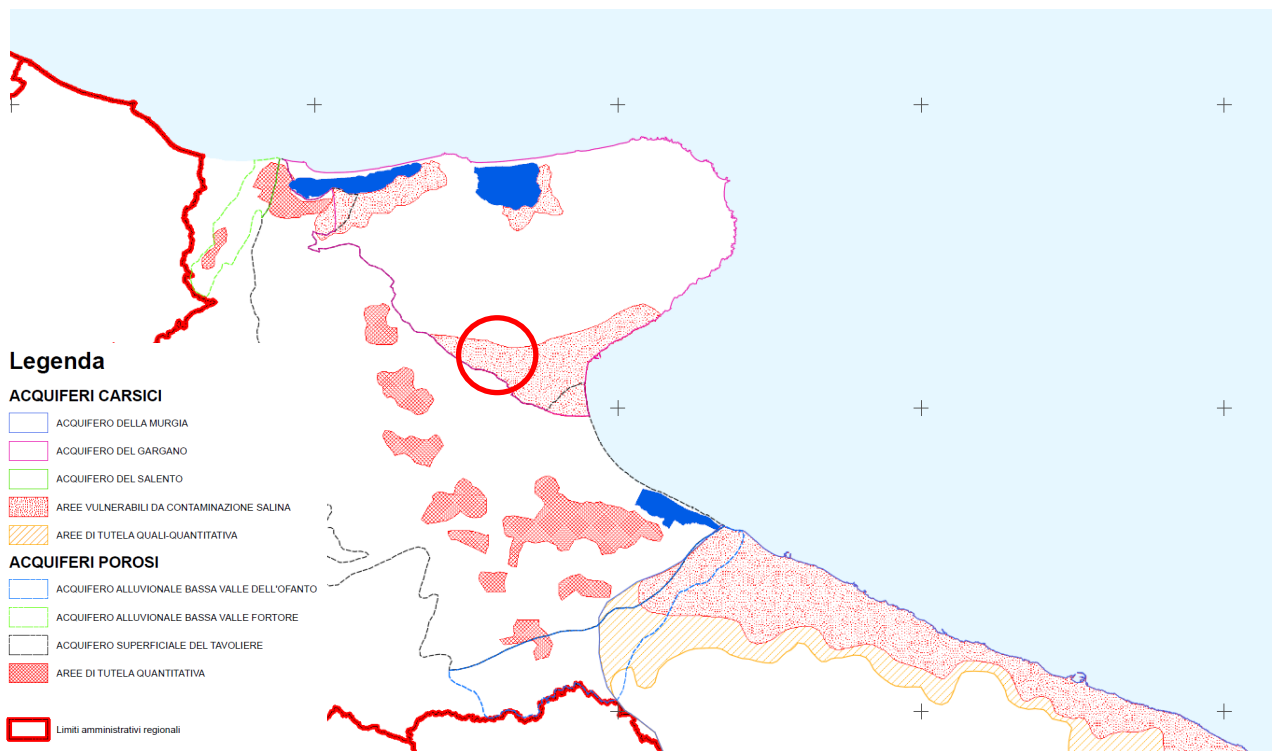 Legenda
ACQUIFERI CARSICI
ACQUIFERO DELLA MURGIA
ACQUIFERO DEL GARGANO
ACQUIFERO DEL SALENTO
AREE VULNERABILI DA CONTAMINAZIONE SALINA
AREE DI TUTELA QUALI-QUANTITATIVA
ACQUIFERI POROSI
ACQUIFERO ALLUVIONALE BASSA VALLE DELL'OFANTO
ACQUIFERO ALLUVIONALE BASSA VALLE FORTORE
ACQUIFERO SUPERFICIALE DEL TAVOLIERE
AREE DI TUTELA QUANTITATIVA
Limiti amministrativi regionali